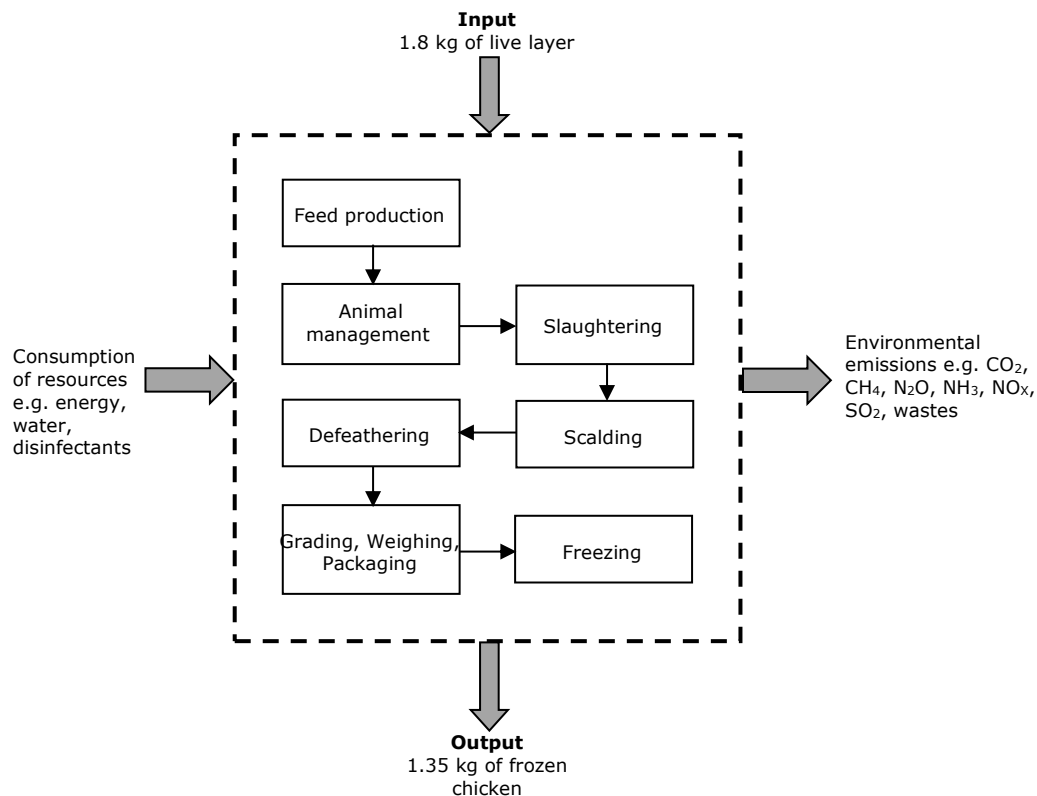 Input
1.8 kg of live layer
Feed production
Animal
management
Slaughtering
Consumption
of resources
e.g. energy,
water,
disinfectants
Environmental
emissions e.g. CO₂,
CH₄, N₂O, NH₃, NOₓ,
SO₂, wastes
Defeathering
Scalding
Grading, Weighing,
Packaging
Freezing
Output
1.35 kg of frozen
chicken